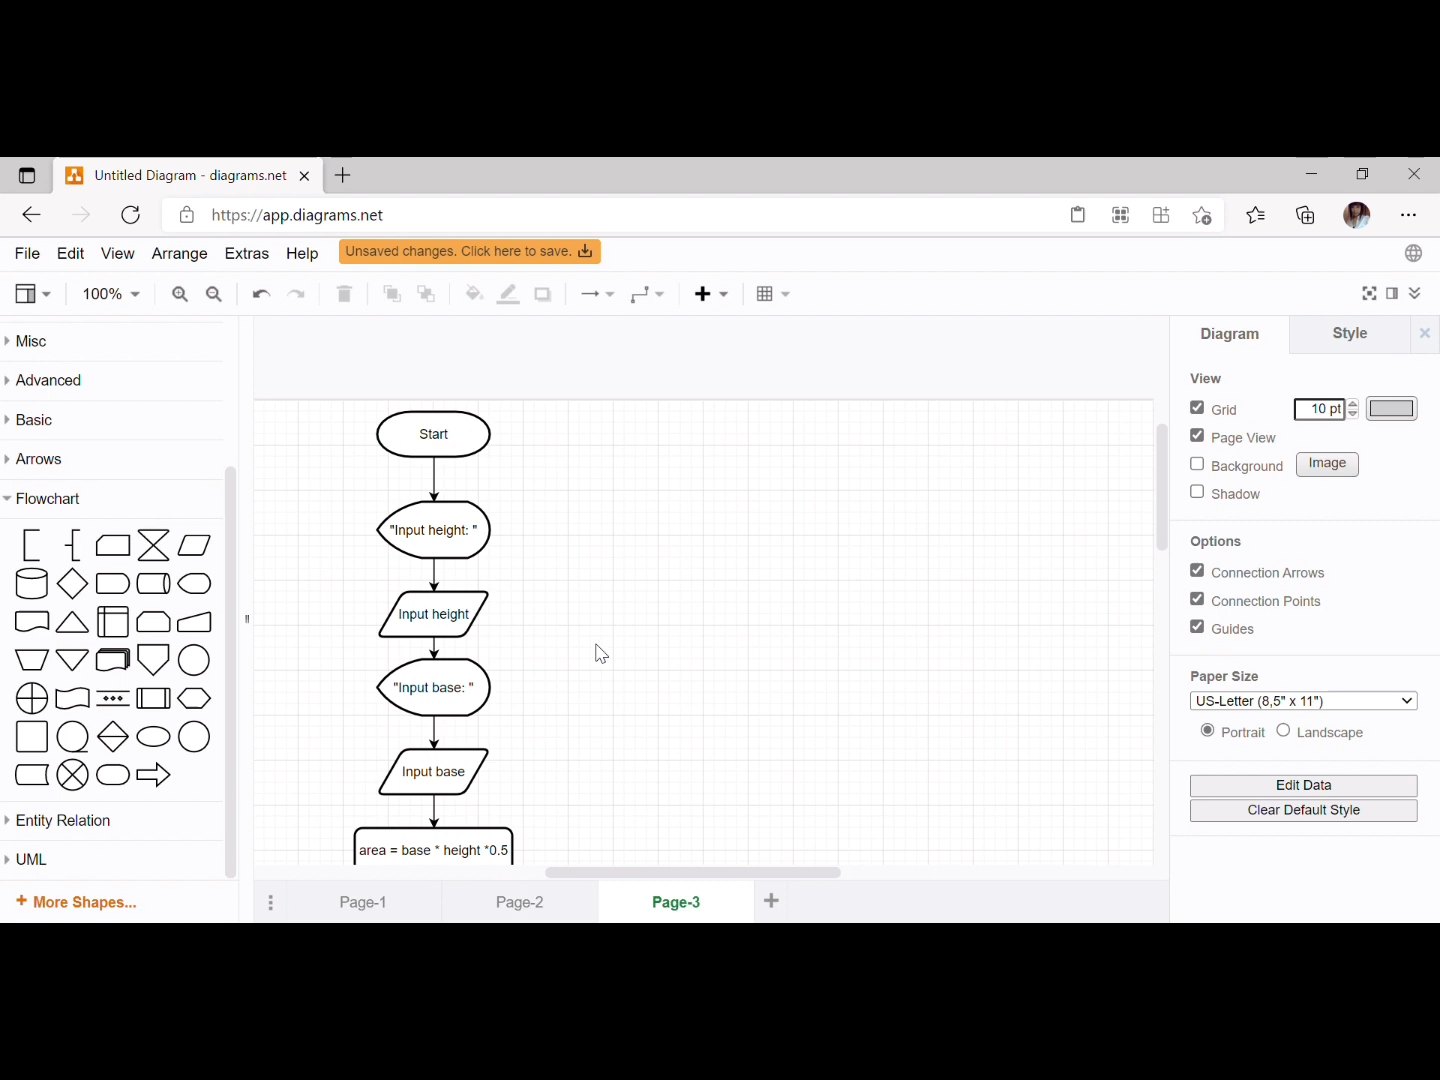 Untitled Diagram - diagrams.net
https://app.diagrams.net
File Edit View Arrange Extras Help Unsaved changes. Click here to save.
100%
Misc
Advanced
Basic
Arrows
Flowchart
Entity Relation
UML
+ More Shapes...
Start
"Input height: "
Input height
"Input base: "
Input base
area = base * height *0.5
Page-1 Page-2 Page-3
Diagram Style
View
Grid 10 pt
Page View
Background Image
Shadow
Options
Connection Arrows
Connection Points
Guides
Paper Size
US-Letter (8,5" x 11")
Portrait Landscape
Edit Data
Clear Default Style